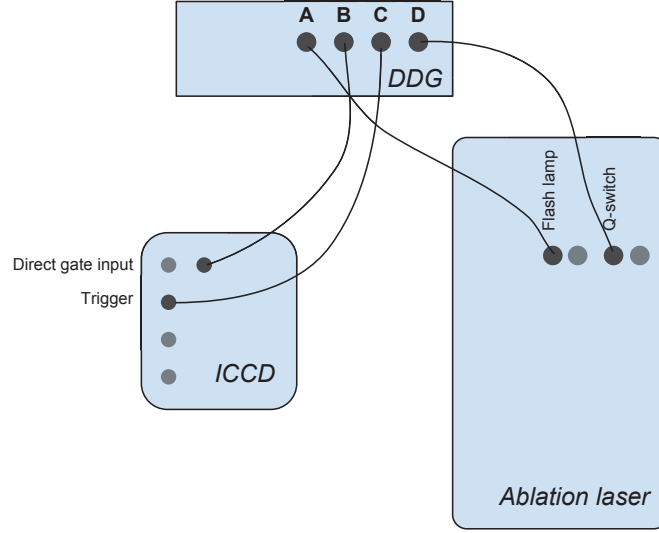 A B C D
DDG
Flash lamp
Q-switch
Direct gate input
Trigger
ICCD
Ablation laser